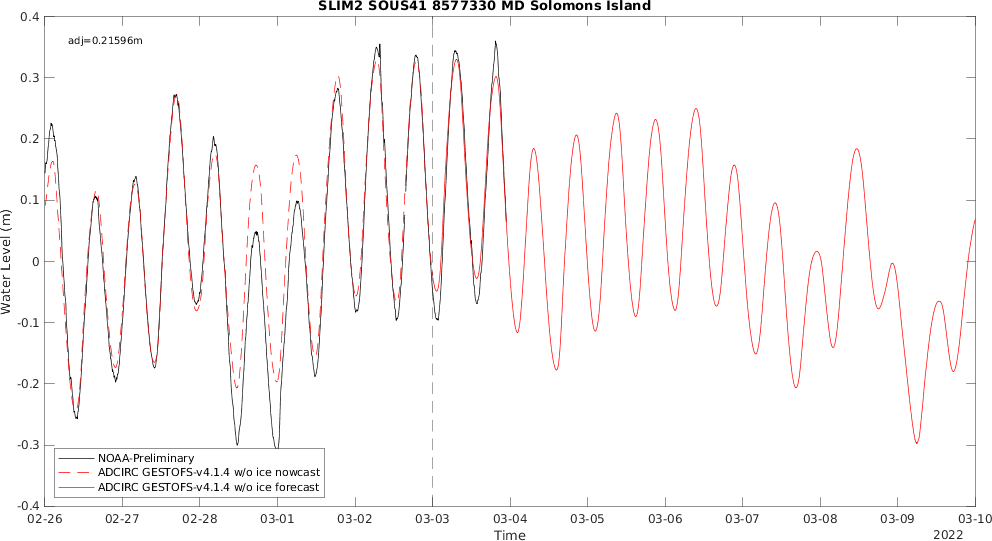 SLIM2 SOUS41 8577330 MD Solomons Island
adj=0.21596m
Water Level (m)
0.4
0.3
0.2
0.1
0
-0.1
-0.2
-0.3
-0.4
NOAA-Preliminary
ADCIRC GESTOFS-v4.1.4 w/o ice nowcast
ADCIRC GESTOFS-v4.1.4 w/o ice forecast
02-26 02-27 02-28 03-01 03-02 03-03 03-04 03-05 03-06 03-07 03-08 03-09 03-10
Time
2022